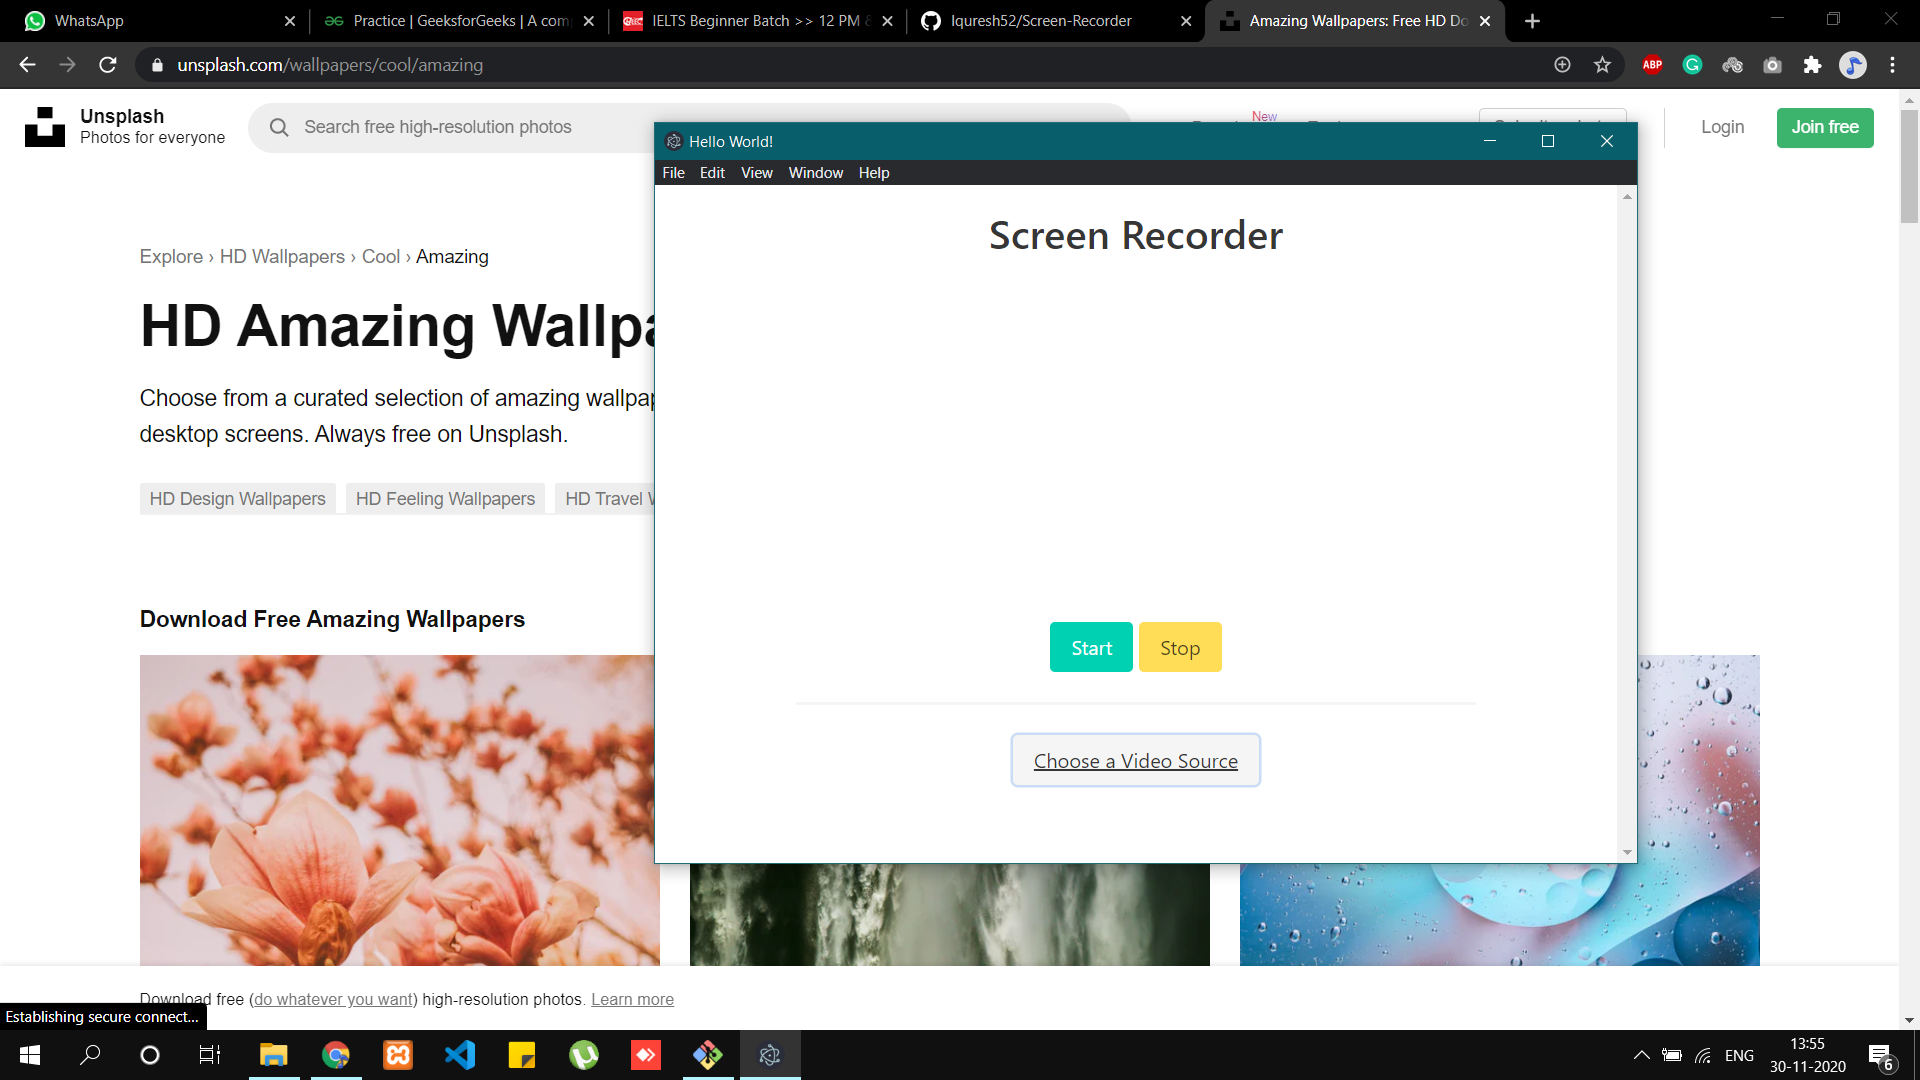 WhatsApp
Practice | GeeksforGeeks | A com
IELTS Beginner Batch >> 12 PM &
Iquresh52/Screen-Recorder
Amazing Wallpapers: Free HD Do
unsplash.com/wallpapers/cool/amazing
ABP
Unsplash
Photos for everyone
Search free high-resolution photos
New
Login
Join free
Hello World!
File Edit View Window Help
Screen Recorder
Explore › HD Wallpapers › Cool › Amazing
HD Amazing Wallpa
Choose from a curated selection of amazing wallpap
desktop screens. Always free on Unsplash.
HD Design Wallpapers
HD Feeling Wallpapers
HD Travel W
Download Free Amazing Wallpapers
Start
Stop
Choose a Video Source
Download free (do whatever you want) high-resolution photos. Learn more
Establishing secure connect...
ENG
13:55
30-11-2020
6